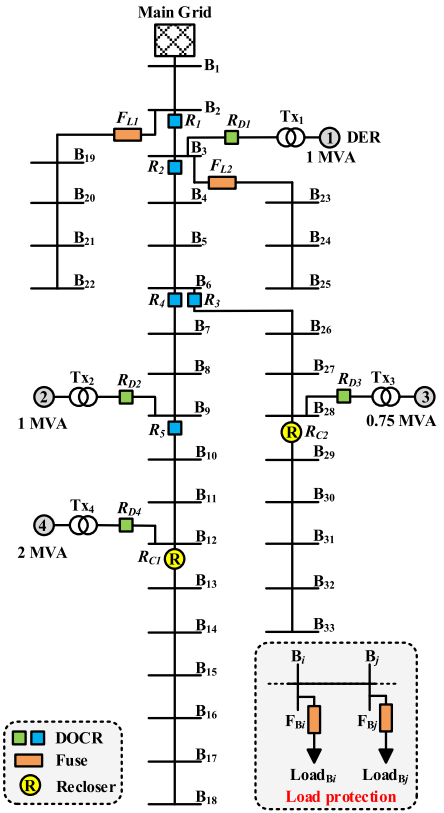 Main Grid
B1
B2
FL1
R1
RD1
Tx1
1
DER
1 MVA
B3
R2
FL2
B19
B4
B23
B20
B5
B24
B21
B6
B25
B22
R4
R3
B7
B26
B8
B27
2
Tx2
RD2
B9
RD3
Tx3
3
B28
1 MVA
0.75 MVA
R5
R
RC2
B10
B29
B11
B30
4
Tx4
RD4
B12
B31
2 MVA
RC1
R
B13
B32
B14
B33
B15
B16
B17
B18
DOCR
Fuse
R
Recloser
Bi
Bj
FBi
FBj
LoadBi
LoadBj
Load protection